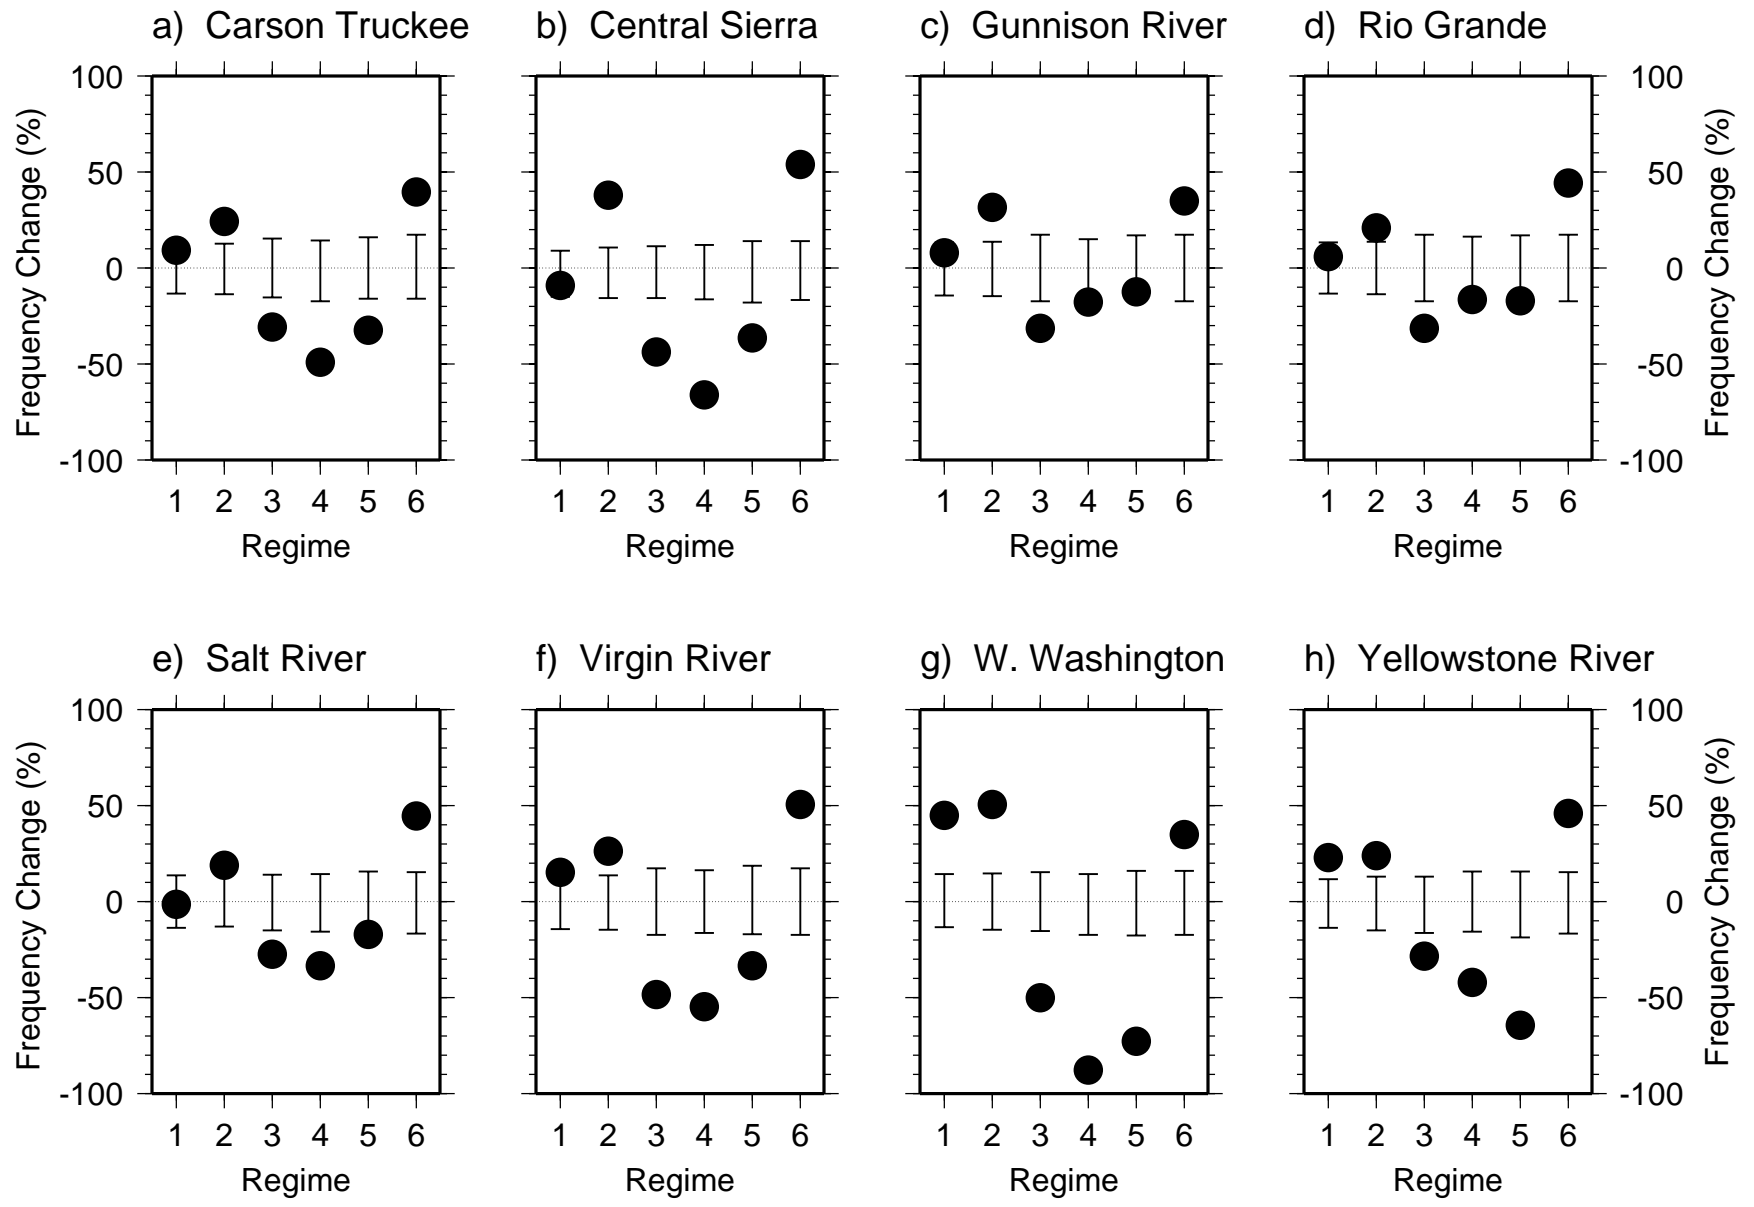 a) Carson Truckee
b) Central Sierra
c) Gunnison River
d) Rio Grande
100
50
0
-50
-100
Frequency Change (%)
1 2 3 4 5 6
Regime
1 2 3 4 5 6
Regime
1 2 3 4 5 6
Regime
1 2 3 4 5 6
Regime
100
50
0
-50
-100
Frequency Change (%)
e) Salt River
f) Virgin River
g) W. Washington
h) Yellowstone River
100
50
0
-50
-100
Frequency Change (%)
1 2 3 4 5 6
Regime
1 2 3 4 5 6
Regime
1 2 3 4 5 6
Regime
1 2 3 4 5 6
Regime
100
50
0
-50
-100
Frequency Change (%)